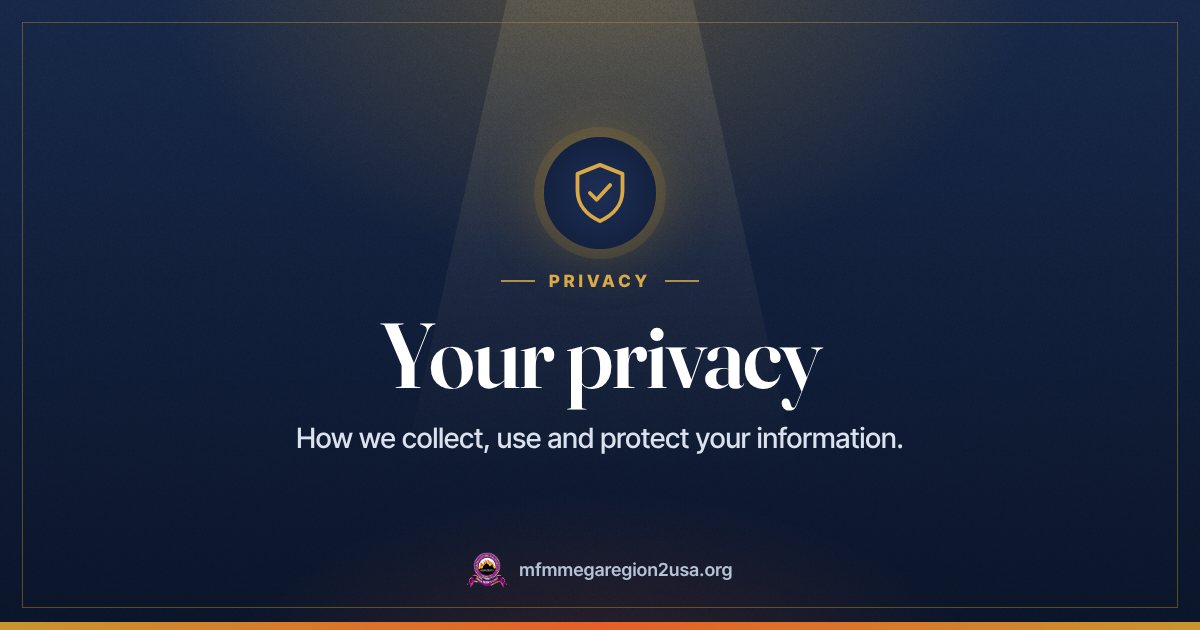 PRIVACY
Your privacy
How we collect, use and protect your information.
mfmmegaregion2usa.org